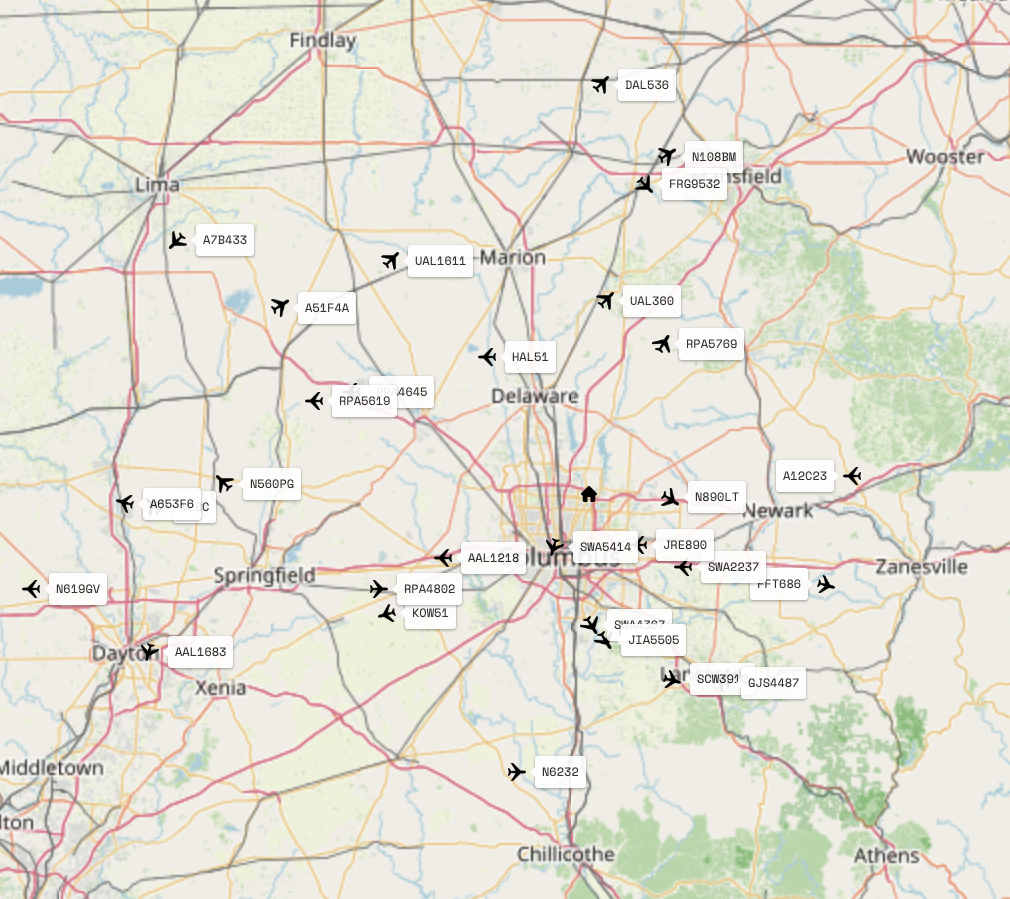 Findlay
DAL536
N108BM
Wooster
FRG9532
Lima
A7B433
UAL1611
Marion
A51F4A
UAL360
RPA5769
HAL51
RPA5619
Delaware
A12C23
N560PG
A653F6
N890LT
Newark
SWA5414
JRE890
AAL1218
SWA2237
Zanesville
Springfield
N619GV
RPA4802
KOW51
JIA5505
Dayton
AAL1683
Xenia
GJS4487
Middletown
N6232
Chillicothe
Athens